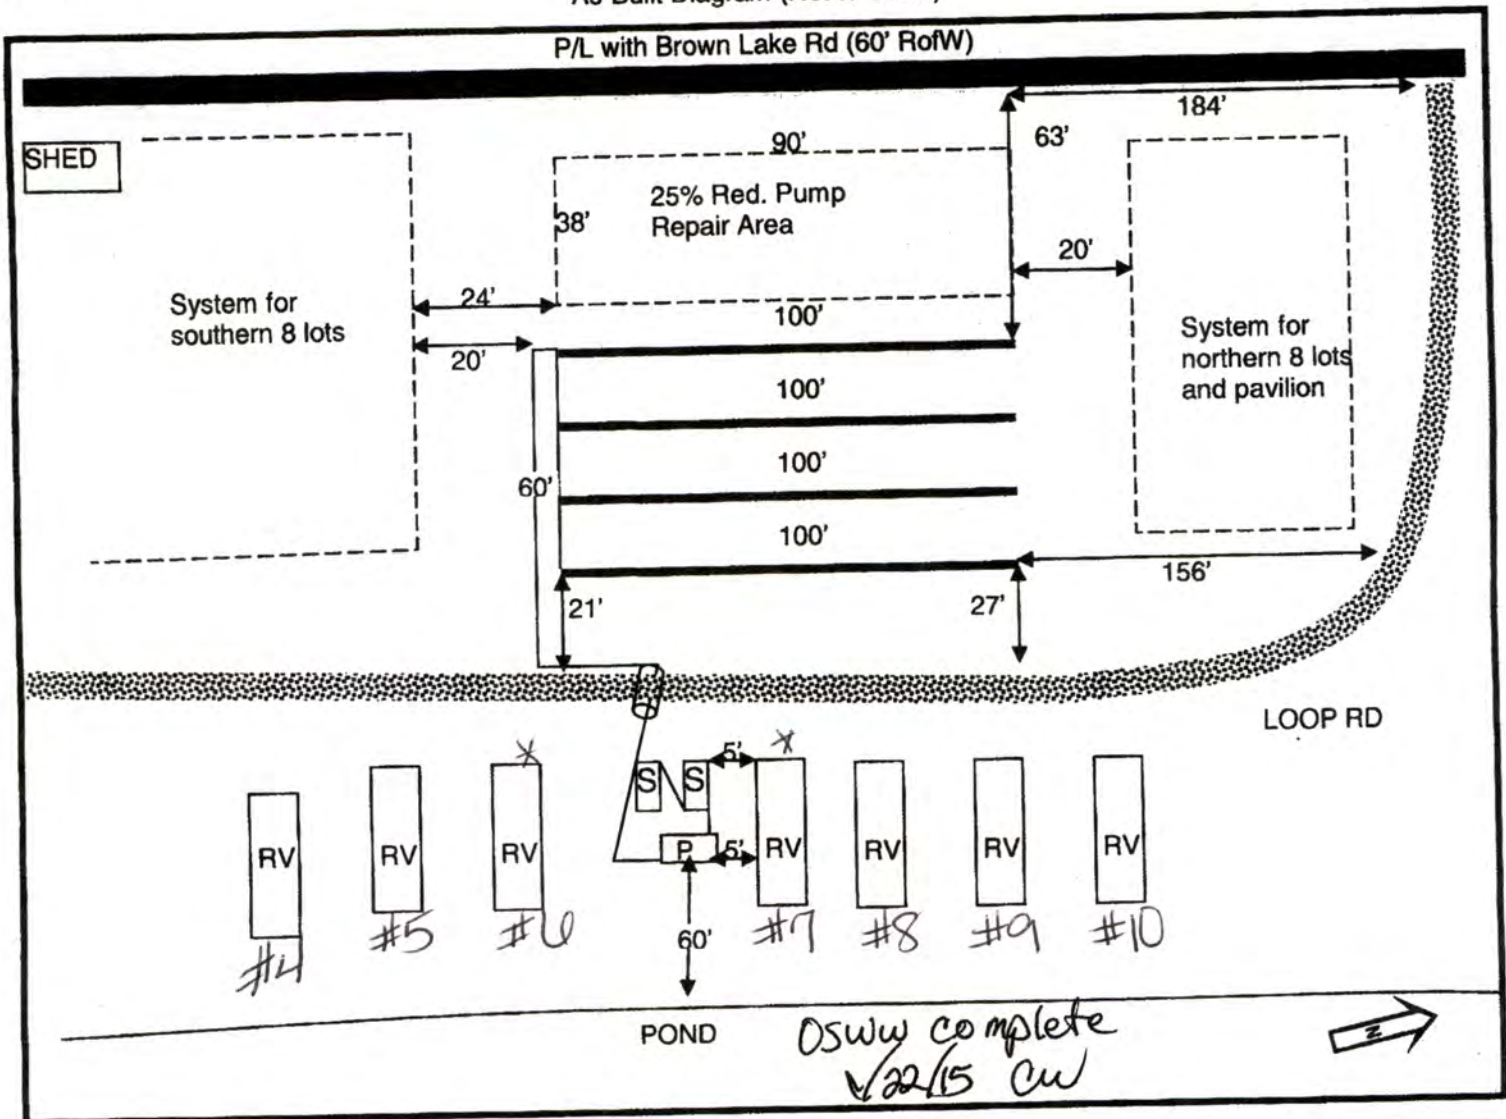 P/L with Brown Lake Rd (60' RofW)
184'
SHED
90'
63'
25% Red. Pump
Repair Area
38'
20'
24'
System for
southern 8 lots
100'
System for
northern 8 lots
and pavilion
20'
100'
100'
60'
100'
156'
21'
27'
LOOP RD
S
S
5'
P
5'
RV
RV
RV
RV
RV
RV
RV
#4
#5
#6
#7
#8
#9
#10
60'
POND
OSWW complete
/22/15 CW
N